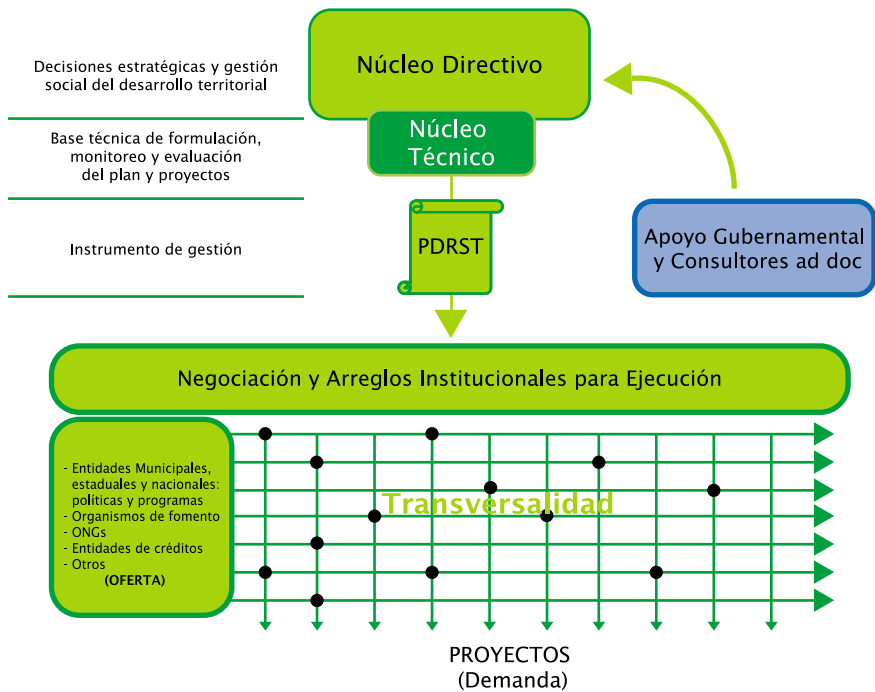 Decisiones estratégicas y gestión
social del desarrollo territorial
Núcleo Directivo
Base técnica de formulación,
monitoreo y evaluación
del plan y proyectos
Núcleo
Técnico
Instrumento de gestión
PDRST
Apoyo Gubernamental
y Consultores ad doc
Negociación y Arreglos Institucionales para Ejecución
- Entidades Municipales,
estaduales y nacionales:
políticas y programas
- Organismos de fomento
- ONGs
- Entidades de créditos
- Otros
(OFERTA)
Transversalidad
PROYECTOS
(Demanda)